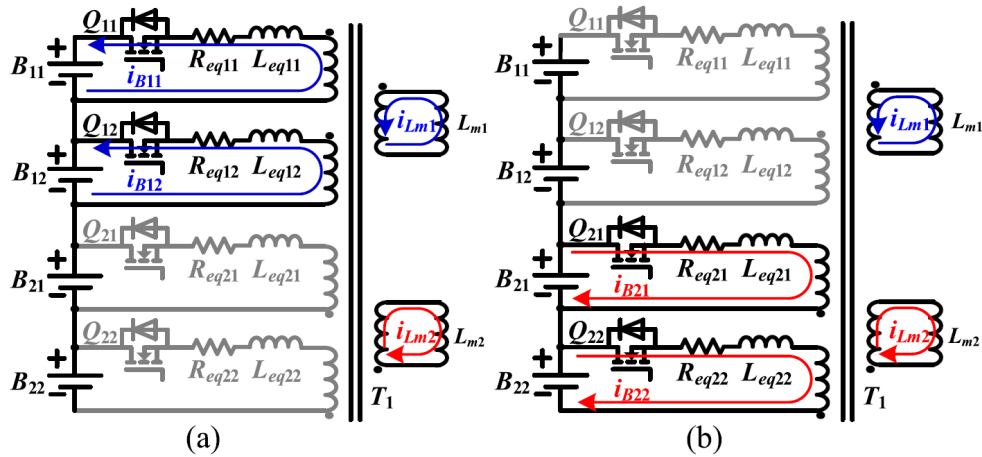 Q11
B11
iB11
Req11
Leq11
Q12
B12
iB12
Req12
Leq12
Q21
B21
Req21
Leq21
Q22
B22
Req22
Leq22
iLm1
Lm1
iLm2
Lm2
T1
(a)
Q11
B11
Req11
Leq11
Q12
B12
Req12
Leq12
Q21
B21
iB21
Req21
Leq21
Q22
B22
iB22
Req22
Leq22
iLm1
Lm1
iLm2
Lm2
T1
(b)